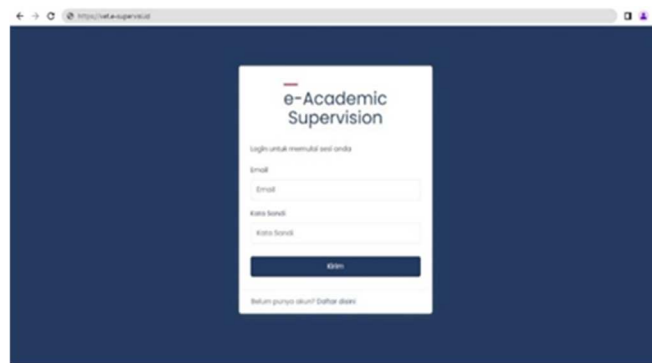 e-Academic
Supervision
Login untuk memulai sesi anda
Email
Email
Kata Sandi
Kata Sandi
Kirim
Belum punya akun? Daftar disini